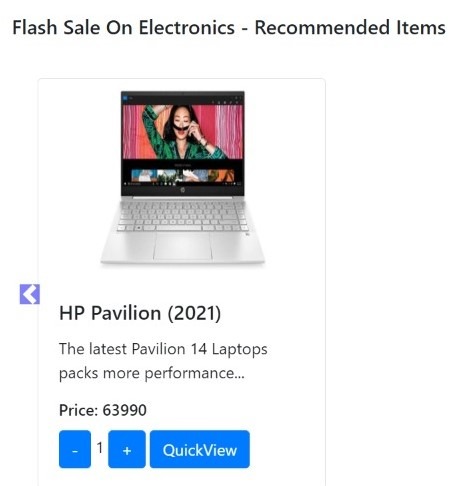 Flash Sale On Electronics - Recommended Items
HP Pavilion (2021)
The latest Pavilion 14 Laptops
packs more performance...
Price: 63990
- 1 + QuickView